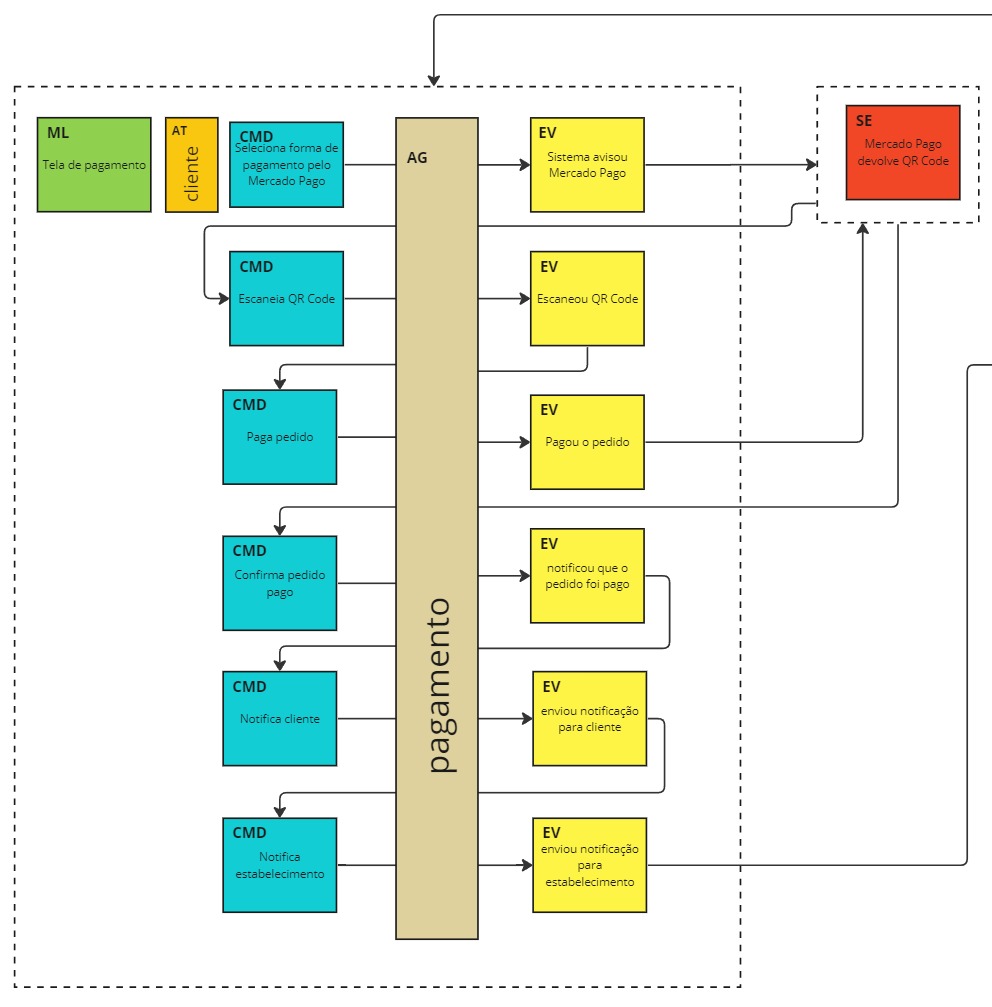 ML
Tela de pagamento
AT
cliente
CMD
Seleciona forma de
pagamento pelo
Mercado Pago
AG
pagamento
EV
Sistema avisou
Mercado Pago
SE
Mercado Pago
devolve QR Code
CMD
Escaneia QR Code
EV
Escaneou QR Code
CMD
Paga pedido
EV
Pagou o pedido
CMD
Confirma pedido
pago
EV
notificou que o
pedido foi pago
CMD
Notifica cliente
EV
enviou notificação
para cliente
CMD
Notifica
estabelecimento
EV
enviou notificação
para
estabelecimento